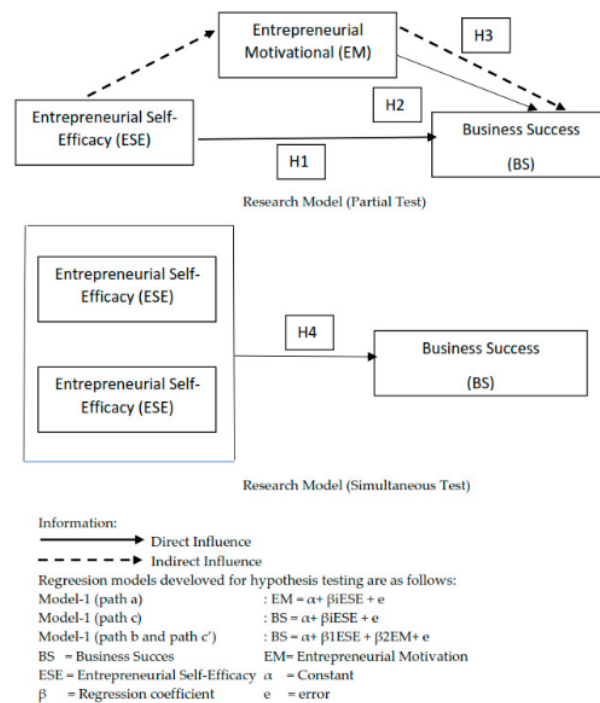 Entrepreneurial
Motivational (EM)
H3
H2
Entrepreneurial Self-
Efficacy (ESE)
H1
Business Success
(BS)
Research Model (Partial Test)
Entrepreneurial Self-
Efficacy (ESE)
H4
Business Success
(BS)
Entrepreneurial Self-
Efficacy (ESE)
Research Model (Simultaneous Test)
Information:
Direct Influence
Indirect Influence
Regreesion models develoved for hypothesis testing are as follows:
Model-1 (path a) : EM = α+ βiESE + e
Model-1 (path c) : BS = α+ βiESE + e
Model-1 (path b and path c’) : BS = α+ β1ESE + β2EM+ e
BS = Business Succes EM= Entrepreneurial Motivation
ESE = Entrepreneurial Self-Efficacy α = Constant
β = Regression coefficient e = error